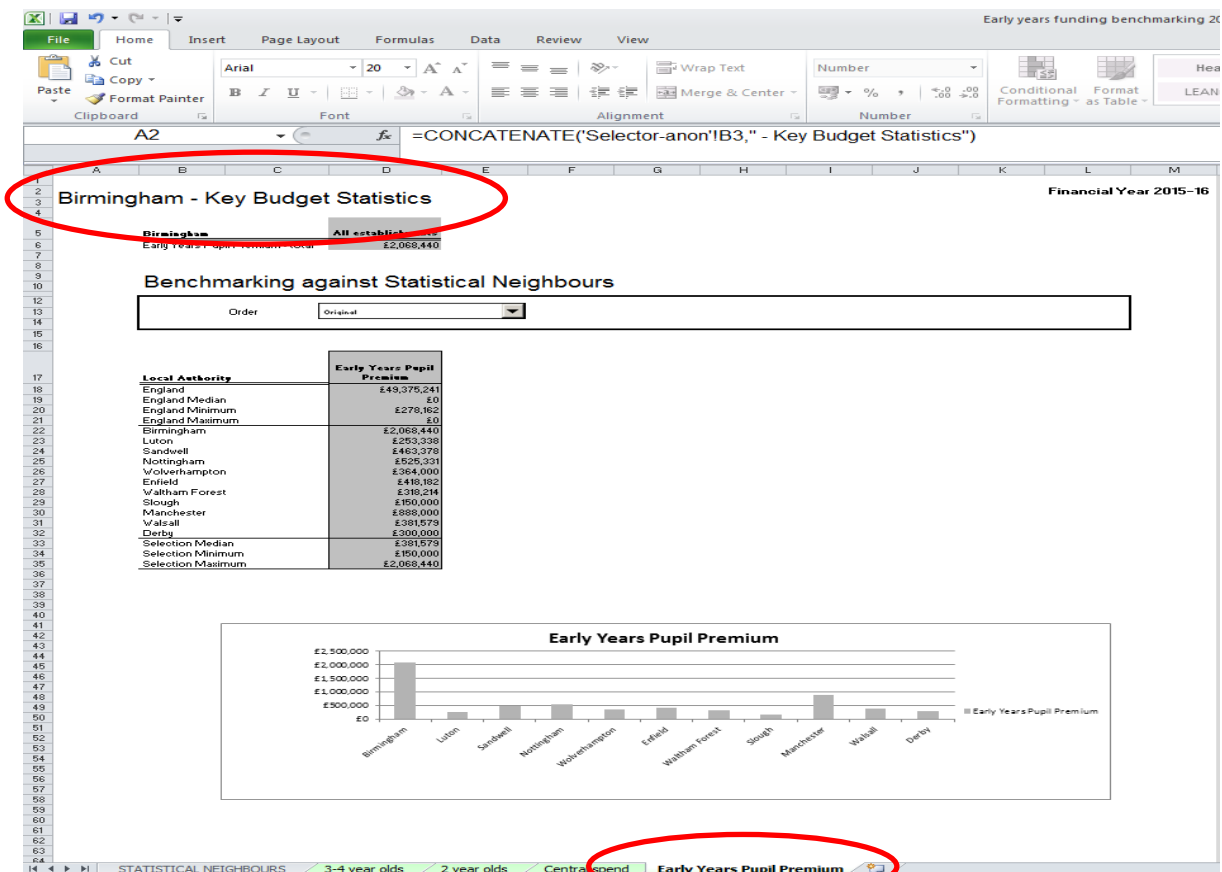 Early years funding benchmarking 20
File Home Insert Page Layout Formulas Data Review View
Cut
Copy
Format Painter
Paste
Arial 20 A A
B I U A
Wrap Text
Merge & Center
Number
% ,
Conditional Formatting
Format as Table
Hea
LEAN
Clipboard Font Alignment Number
A2 fx =CONCATENATE('Selector-anon'!B3," - Key Budget Statistics")
A B C D E F G H I J K L M
Birmingham - Key Budget Statistics
Financial Year 2015-16
Birmingham All establishments
Early Years Pupil Premium - total £2,068,440
Benchmarking against Statistical Neighbours
Order Original
Local Authority Early Years Pupil Premium
England £49,375,241
England Median £0
England Minimum £278,162
England Maximum £0
Birmingham £2,068,440
Luton £253,338
Sandwell £463,378
Nottingham £525,331
Wolverhampton £364,000
Enfield £418,182
Waltham Forest £318,214
Slough £150,000
Manchester £888,000
Walsall £381,579
Derby £300,000
Selection Median £381,579
Selection Minimum £150,000
Selection Maximum £2,068,440
Early Years Pupil Premium
£2,500,000
£2,000,000
£1,500,000
£1,000,000
£500,000
£0
Birmingham Luton Sandwell Nottingham Wolverhampton Enfield Waltham Forest Slough Manchester Walsall Derby
Early Years Pupil Premium
STATISTICAL NEIGHBOURS 3-4 year olds 2 year olds Central spend Early Years Pupil Premium